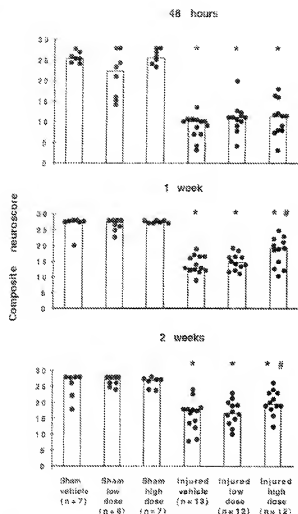 48 hours
30
25
20
15
10
5
0
* * *
1 week
30
25
20
15
10
5
0
* * * #
Composite neuroscore
2 weeks
30
25
20
15
10
5
0
* * * #
Sham vehicle (n=7)
Sham low dose (n=8)
Sham high dose (n=7)
Injured vehicle (n=13)
Injured low dose (n=12)
Injured high dose (n=12)